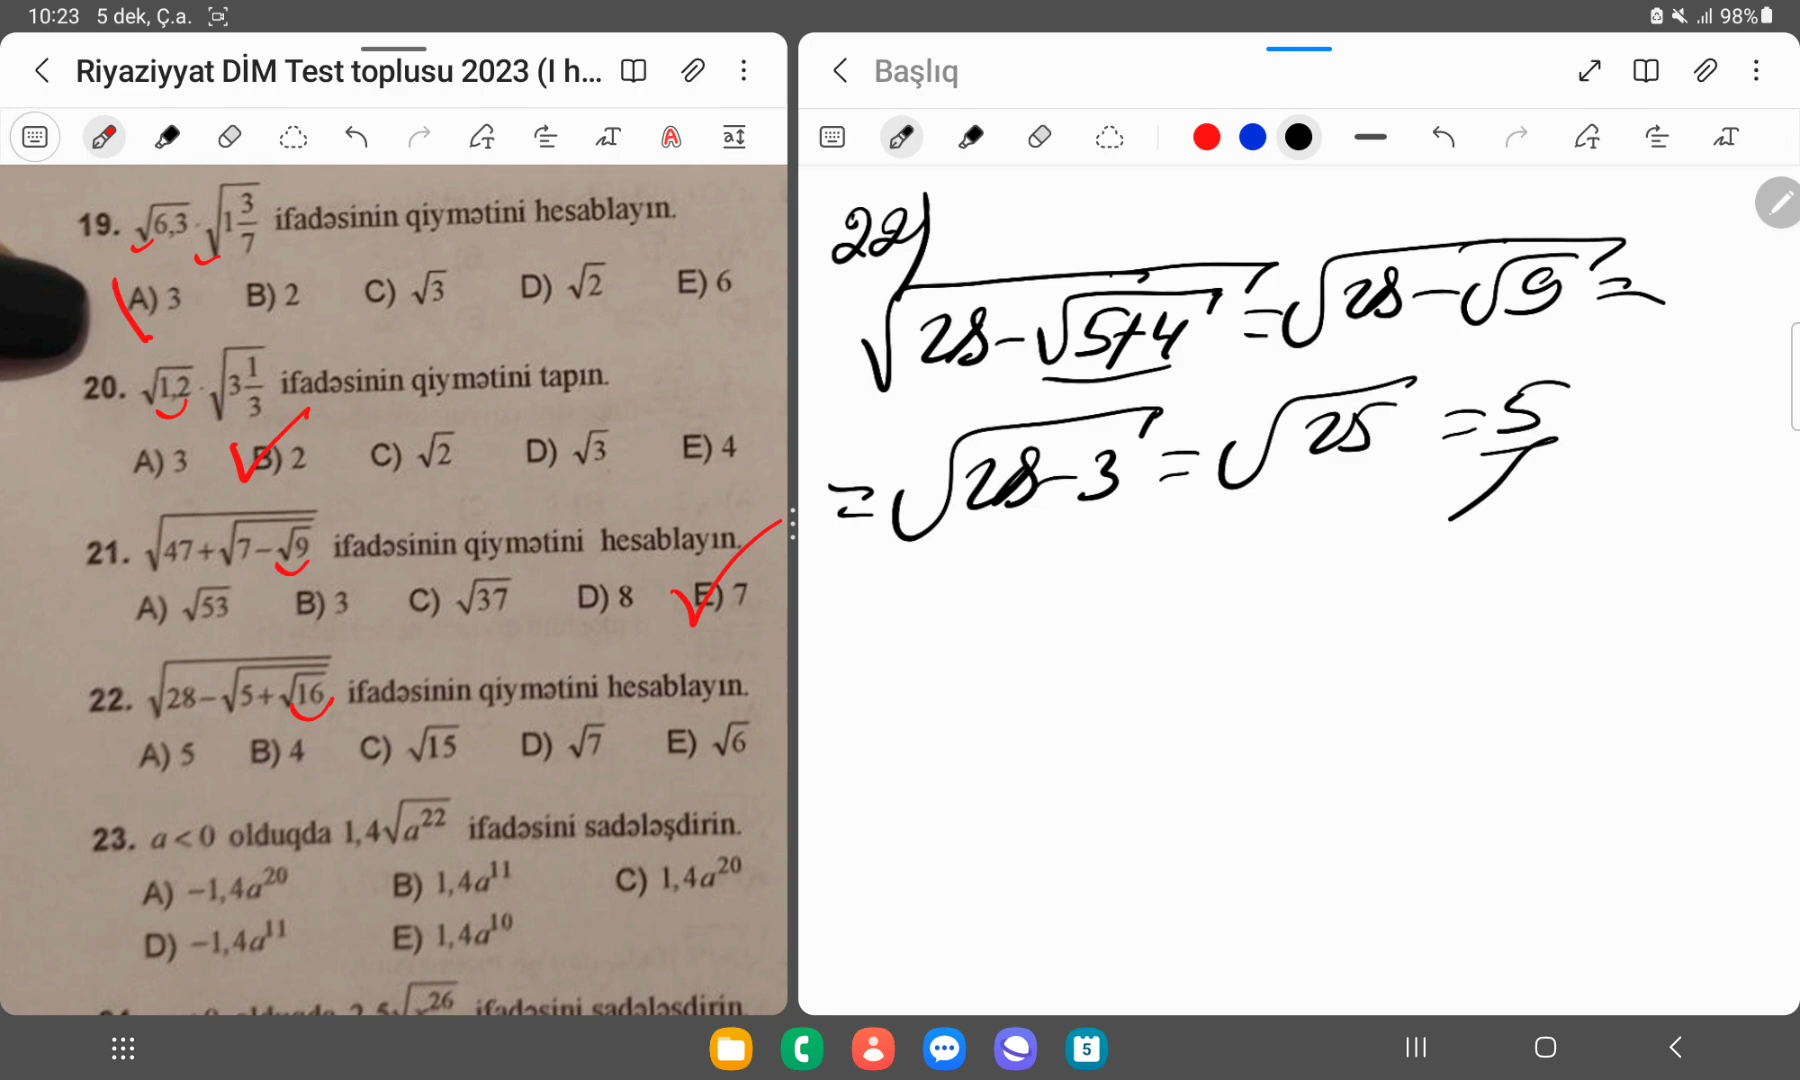 10:23 5 dek, Ç.a. 98%
Riyaziyyat DİM Test toplusu 2023 (I h...
19. √6,3 · √1 3/7 ifadəsinin qiymətini hesablayın.
A) 3 B) 2 C) √3 D) √2 E) 6
20. √1,2 · √3 1/3 ifadəsinin qiymətini tapın.
A) 3 B) 2 C) √2 D) √3 E) 4
21. √(47+√(7−√9)) ifadəsinin qiymətini hesablayın.
A) √53 B) 3 C) √37 D) 8 E) 7
22. √(28−√(5+√16)) ifadəsinin qiymətini hesablayın.
A) 5 B) 4 C) √15 D) √7 E) √6
23. a<0 olduqda 1,4√a²² ifadəsini sadələşdirin.
A) −1,4a²⁰ B) 1,4a¹¹ C) 1,4a²⁰
D) −1,4a¹¹ E) 1,4a¹⁰
ifadəsini sadələşdirin
Başlıq
22)
√(28−√(5+4)) = √(28−√9) =
= √(28−3) = √25 = 5
5